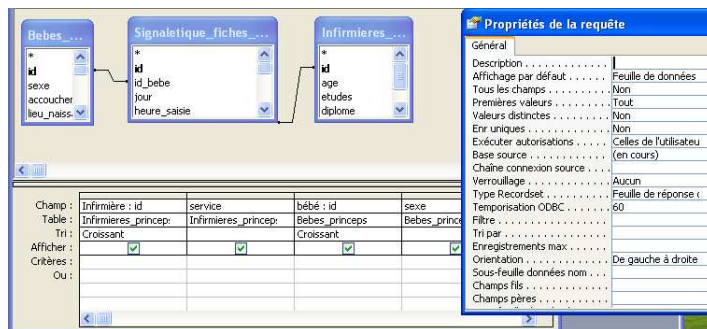 Bebes_...
*
id
sexe
accoucher
lieu_naiss
Signaletique_fiches_...
*
id
id_bebe
jour
heure_saisie
Infirmieres_...
*
id
age
etudes
diplome
Champ : Infirmière : id service bébé : id sexe
Table : Infirmieres_princep: Infirmieres_princep: Bebes_princeps Bebes_prince
Tri : Croissant Croissant
Afficher :
Critères :
Ou :
Propriétés de la requête
Général
Description
Affichage par défaut Feuille de données
Tous les champs Non
Premières valeurs Tout
Valeurs distinctes Non
Enr uniques Non
Exécuter autorisations Celles de l'utilisateu
Base source (en cours)
Chaîne connexion source
Verrouillage Aucun
Type Recordset Feuille de réponse
Temporisation ODBC 60
Filtre
Tri par
Enregistrements max
Orientation De gauche à droite
Sous-feuille données nom
Champs fils
Champs pères